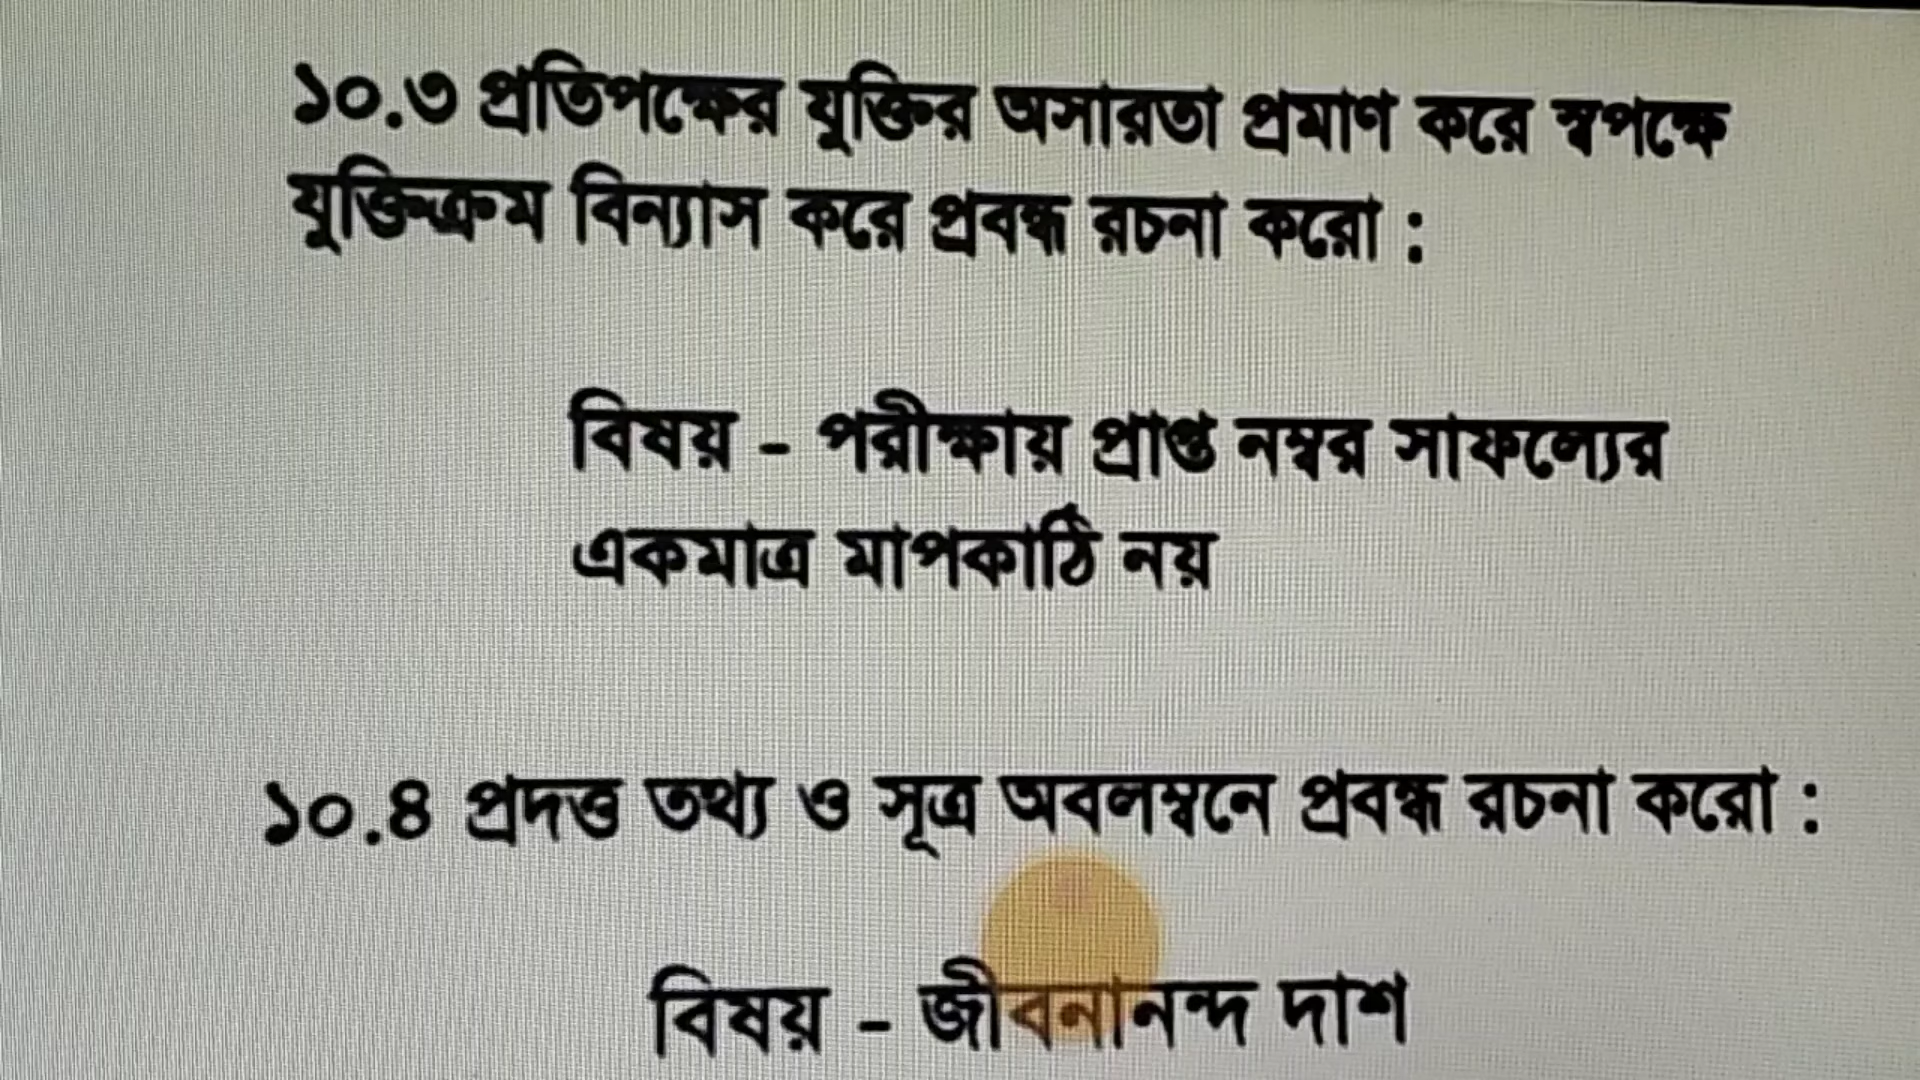 ১০.৩ প্রতিপক্ষের যুক্তির অসারতা প্রমাণ করে স্বপক্ষে
যুক্তিক্রম বিন্যাস করে প্রবন্ধ রচনা করো :
বিষয় - পরীক্ষায় প্রাপ্ত নম্বর সাফল্যের
একমাত্র মাপকাঠি নয়
১০.৪ প্রদত্ত তথ্য ও সূত্র অবলম্বনে প্রবন্ধ রচনা করো :
বিষয় - জীবনানন্দ দাশ